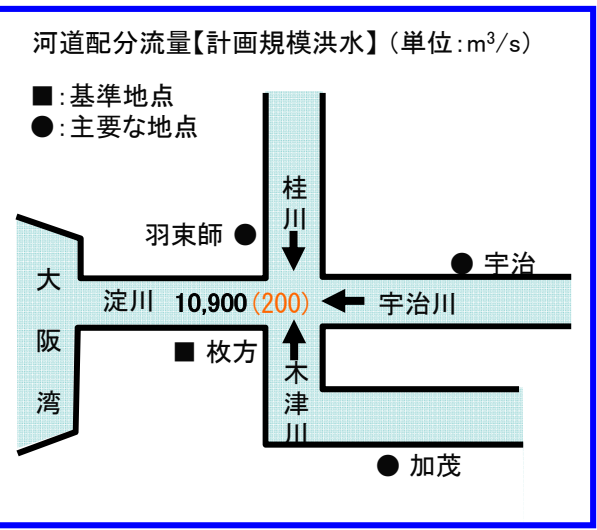 河道配分流量【計画規模洪水】（単位：m³/s）
■：基準地点
●：主要な地点
桂川
羽束師 ●
● 宇治
大阪湾
淀川 10,900(200)
宇治川
■ 枚方
木津川
● 加茂